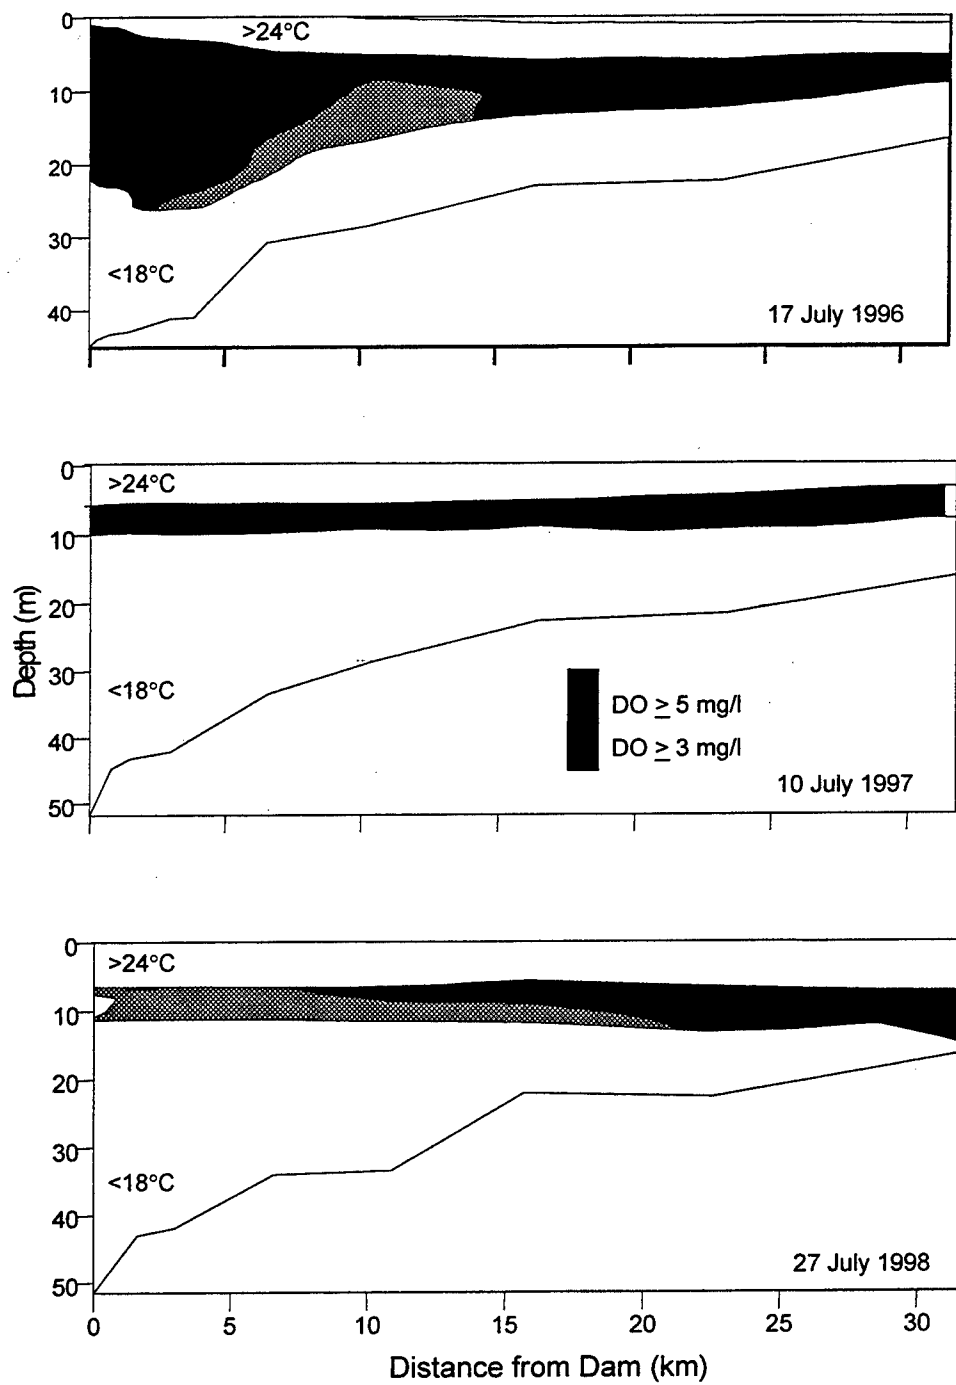 0
>24°C
10
20
30
<18°C
40
17 July 1996
0
>24°C
10
20
Depth (m)
30
<18°C
DO ≥ 5 mg/l
40
DO ≥ 3 mg/l
10 July 1997
50
0
>24°C
10
20
30
<18°C
40
27 July 1998
50
0 5 10 15 20 25 30
Distance from Dam (km)